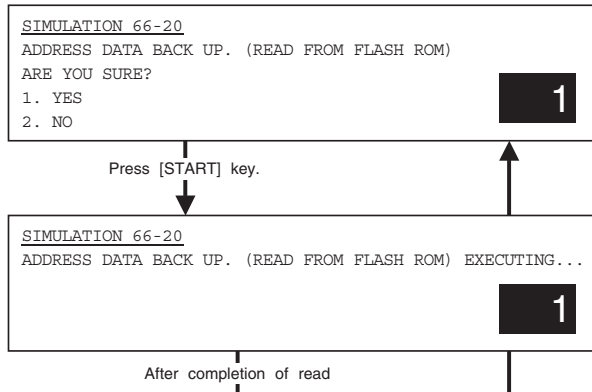 SIMULATION 66-20
ADDRESS DATA BACK UP. (READ FROM FLASH ROM)
ARE YOU SURE?
1. YES
2. NO
1
Press [START] key.
SIMULATION 66-20
ADDRESS DATA BACK UP. (READ FROM FLASH ROM) EXECUTING...
1
After completion of read